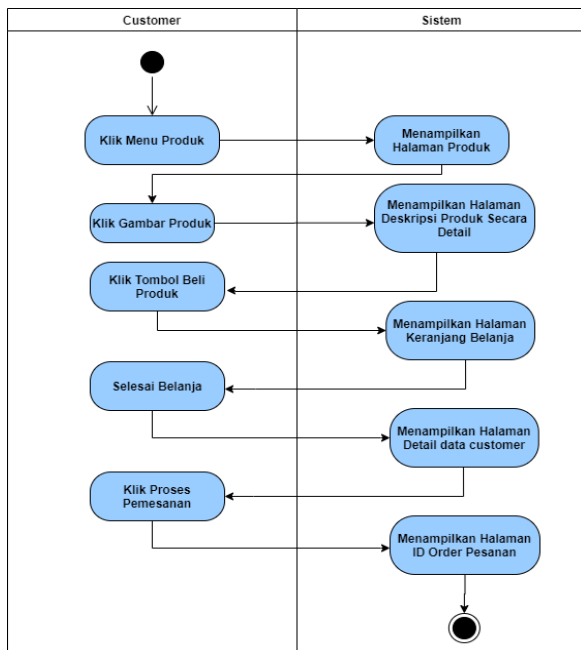 Customer
Sistem
Klik Menu Produk
Menampilkan
Halaman Produk
Klik Gambar Produk
Menampilkan Halaman
Deskripsi Produk Secara
Detail
Klik Tombol Beli
Produk
Menampilkan Halaman
Keranjang Belanja
Selesai Belanja
Menampilkan Halaman
Detail data customer
Klik Proses
Pemesanan
Menampilkan Halaman
ID Order Pesanan